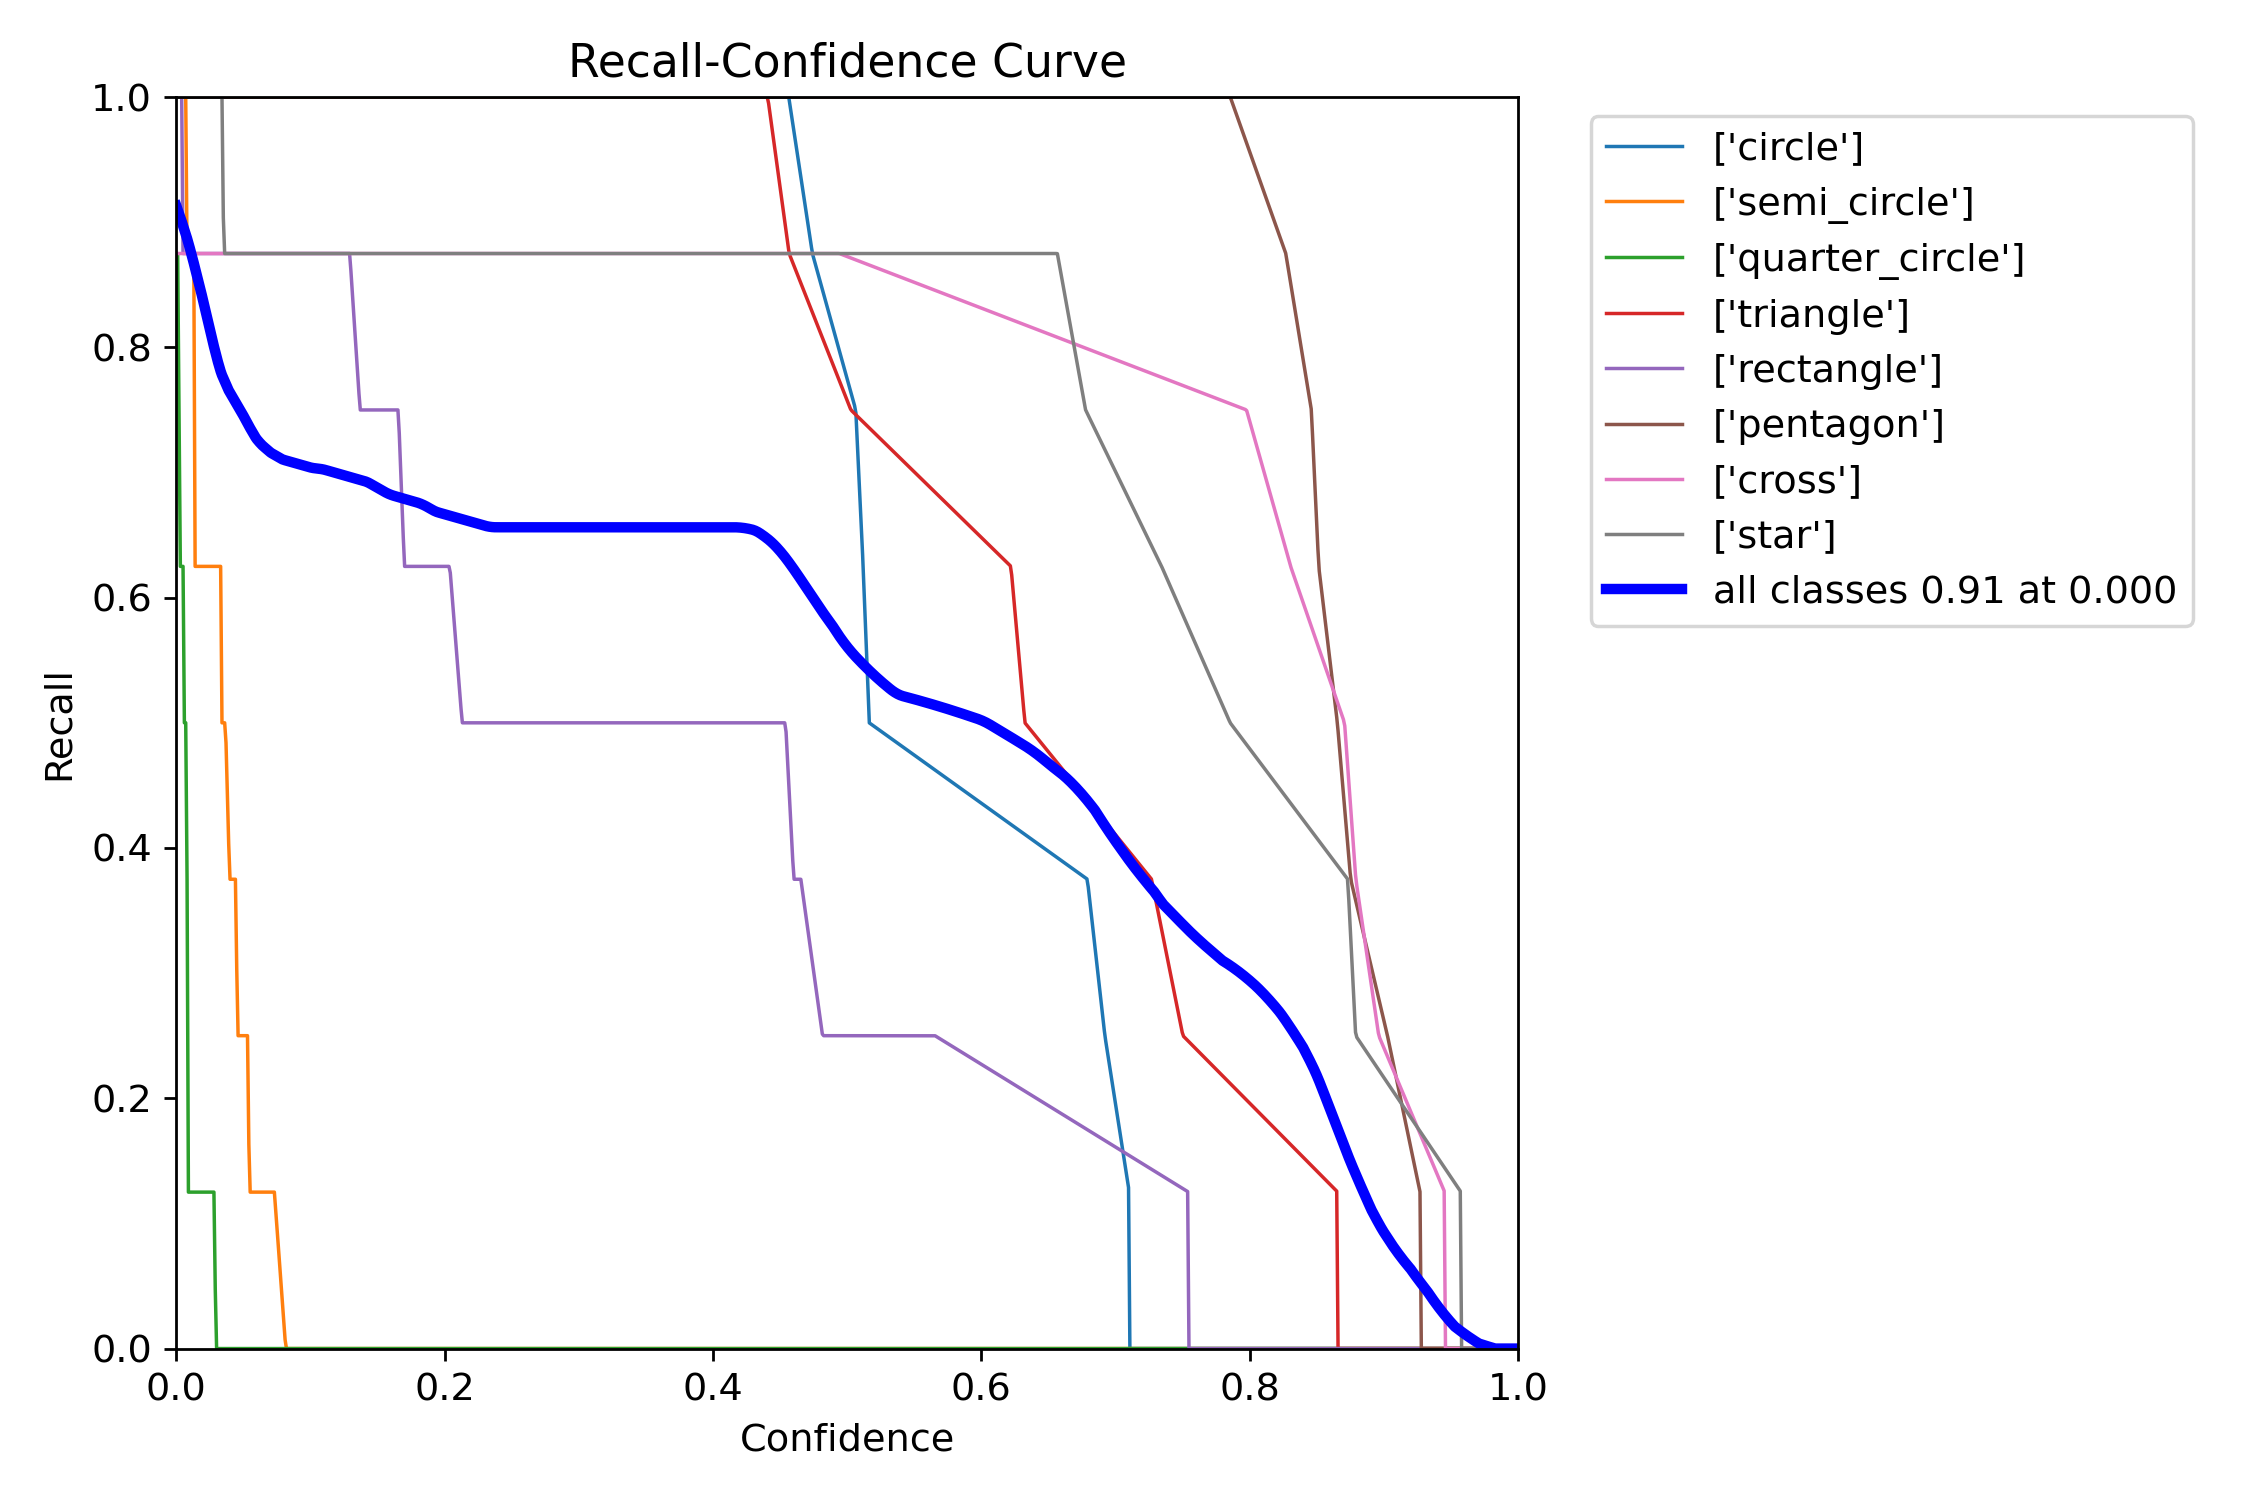 Recall-Confidence Curve
1.0
0.8
0.6
0.4
0.2
0.0
Recall
0.0 0.2 0.4 0.6 0.8 1.0
Confidence
['circle']
['semi_circle']
['quarter_circle']
['triangle']
['rectangle']
['pentagon']
['cross']
['star']
all classes 0.91 at 0.000